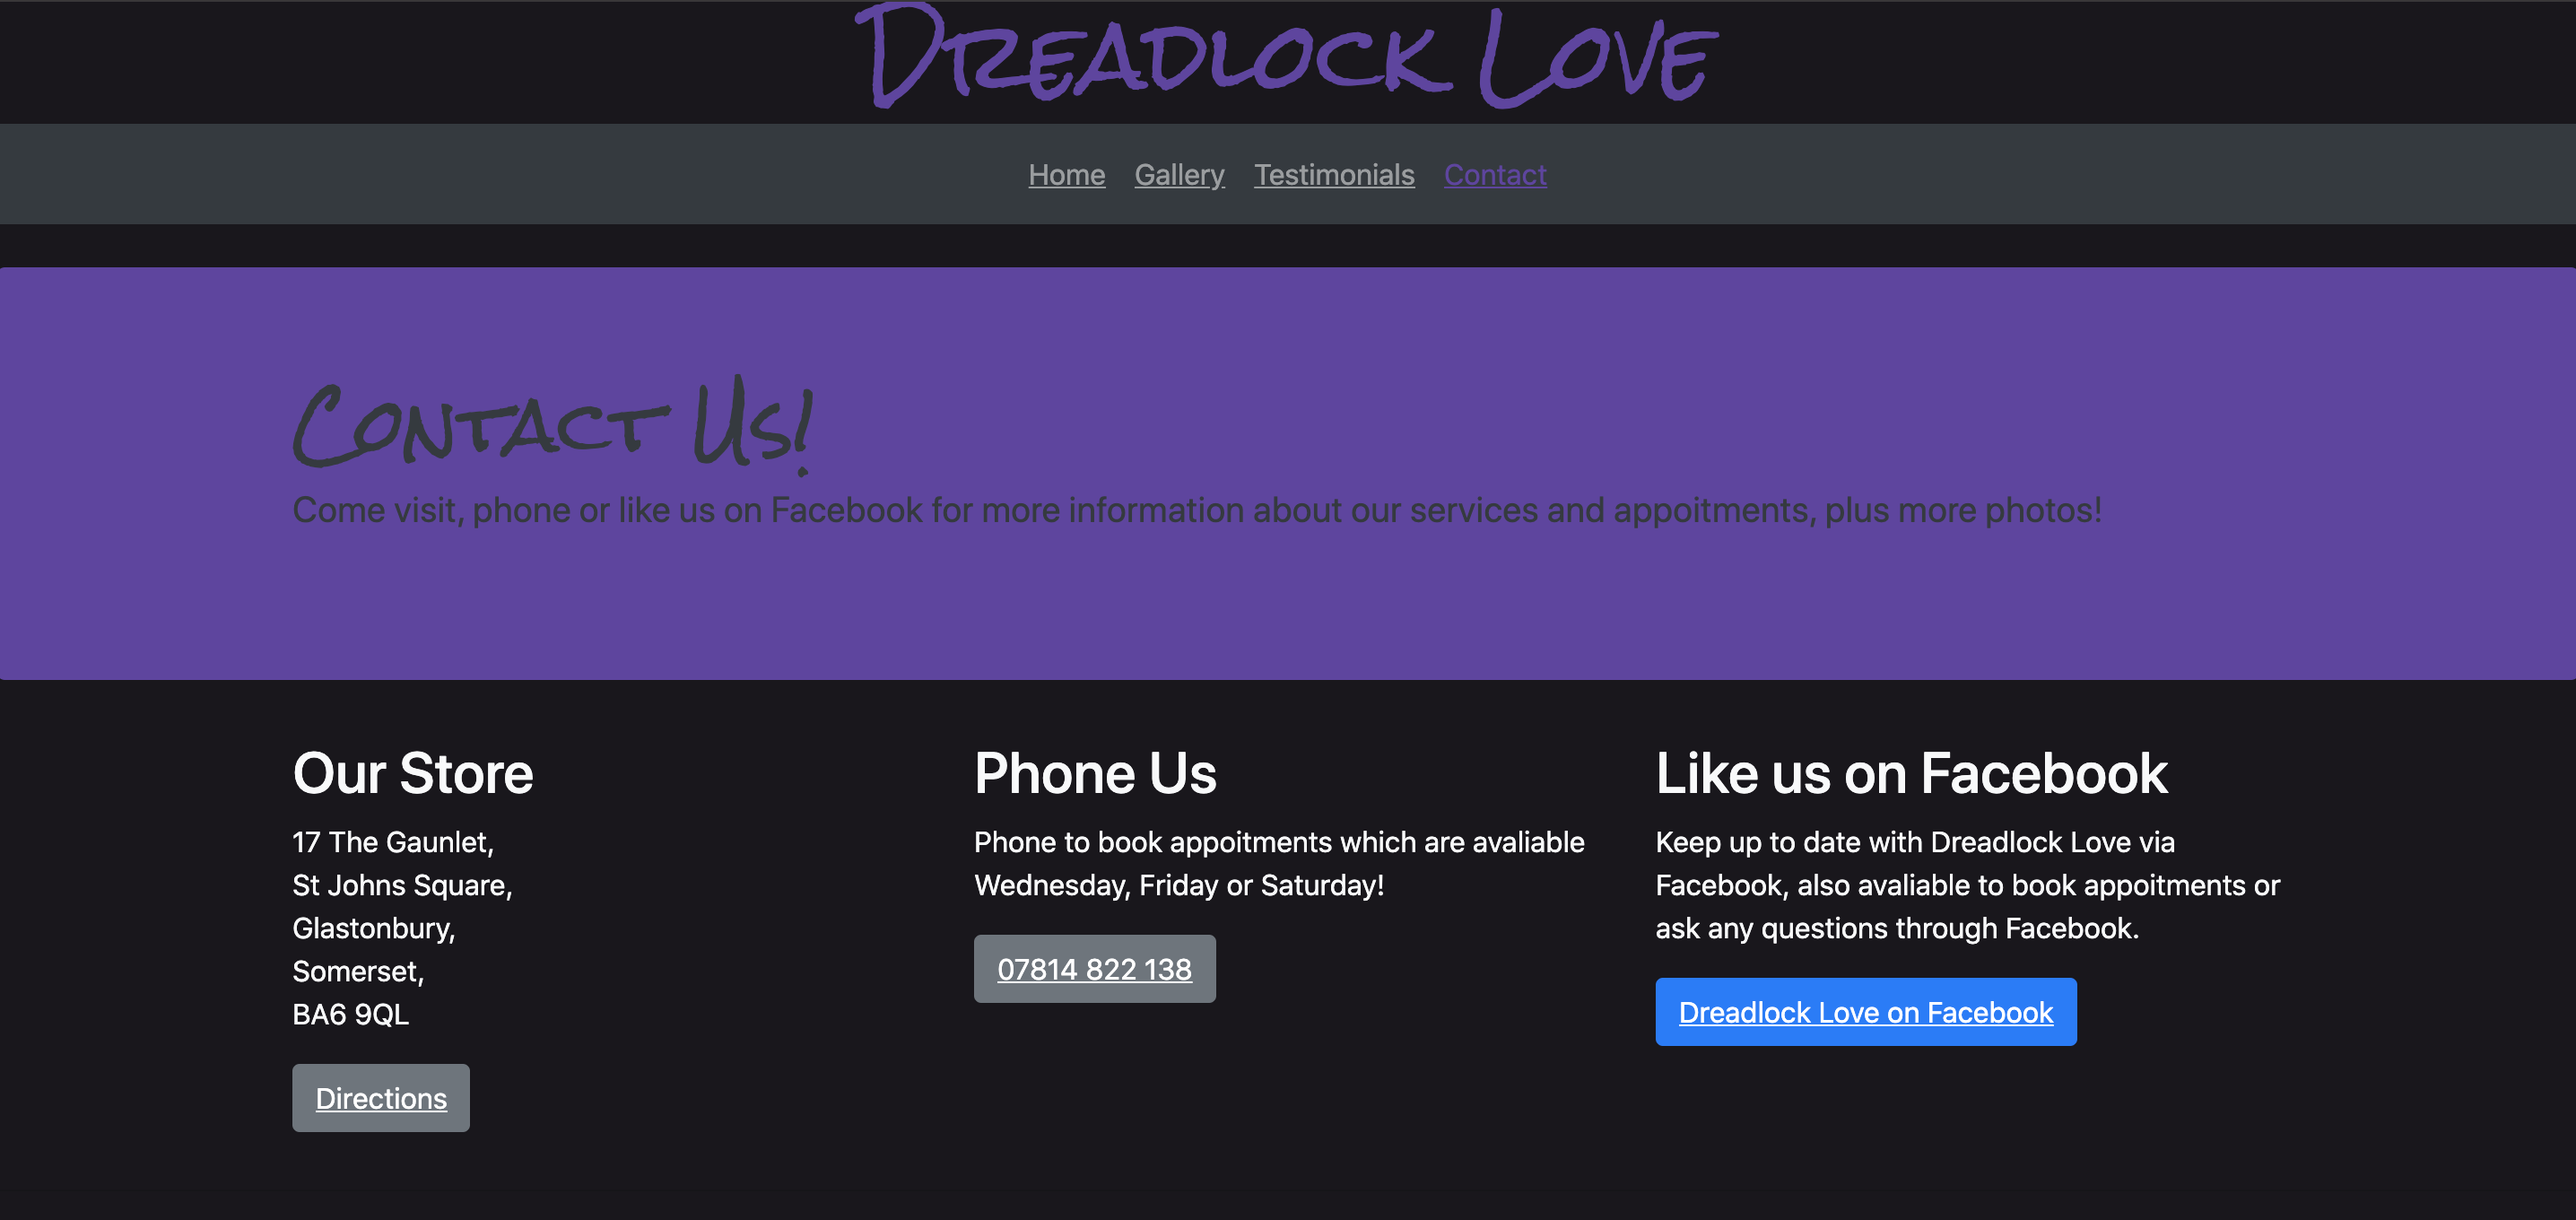 Dreadlock Love
Home Gallery Testimonials Contact
Contact Us!
Come visit, phone or like us on Facebook for more information about our services and appoitments, plus more photos!
Our Store
17 The Gaunlet,
St Johns Square,
Glastonbury,
Somerset,
BA6 9QL
Directions
Phone Us
Phone to book appoitments which are avaliable
Wednesday, Friday or Saturday!
07814 822 138
Like us on Facebook
Keep up to date with Dreadlock Love via
Facebook, also avaliable to book appoitments or
ask any questions through Facebook.
Dreadlock Love on Facebook